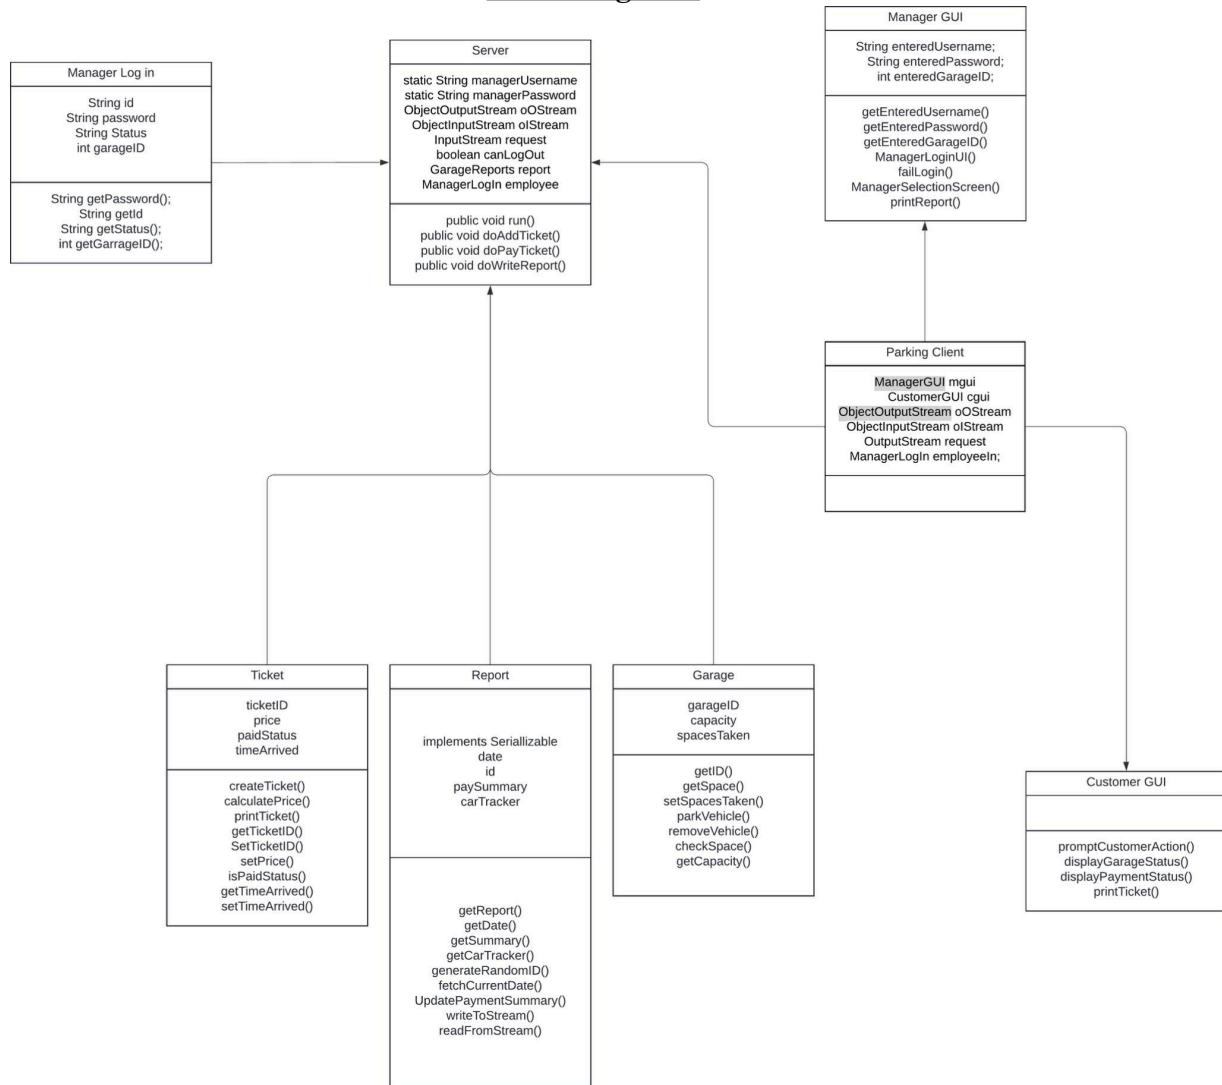 Manager Log in
String id
String password
String Status
int garageID
String getPassword();
String getId
String getStatus();
int getGarrageID();
Server
static String managerUsername
static String managerPassword
ObjectOutputStream oOStream
ObjectInputStream oIStream
InputStream request
boolean canLogOut
GarageReports report
ManagerLogIn employee
public void run()
public void doAddTicket()
public void doPayTicket()
public void doWriteReport()
Manager GUI
String enteredUsername;
String enteredPassword;
int enteredGarageID;
getEnteredUsername()
getEnteredPassword()
getEnteredGarageID()
ManagerLoginUI()
failLogin()
ManagerSelectionScreen()
printReport()
Parking Client
ManagerGUI mgui
CustomerGUI cgui
ObjectOutputStream oOStream
ObjectInputStream oIStream
OutputStream request
ManagerLogIn employeeIn;
Ticket
ticketID
price
paidStatus
timeArrived
createTicket()
calculatePrice()
printTicket()
getTicketID()
SetTicketID()
setPrice()
isPaidStatus()
getTimeArrived()
setTimeArrived()
Report
implements Seriallizable
date
id
paySummary
carTracker
getReport()
getDate()
getSummary()
getCarTracker()
generateRandomID()
fetchCurrentDate()
UpdatePaymentSummary()
writeToStream()
readFromStream()
Garage
garageID
capacity
spacesTaken
getID()
getSpace()
setSpacesTaken()
parkVehicle()
removeVehicle()
checkSpace()
getCapacity()
Customer GUI
promptCustomerAction()
displayGarageStatus()
displayPaymentStatus()
printTicket()